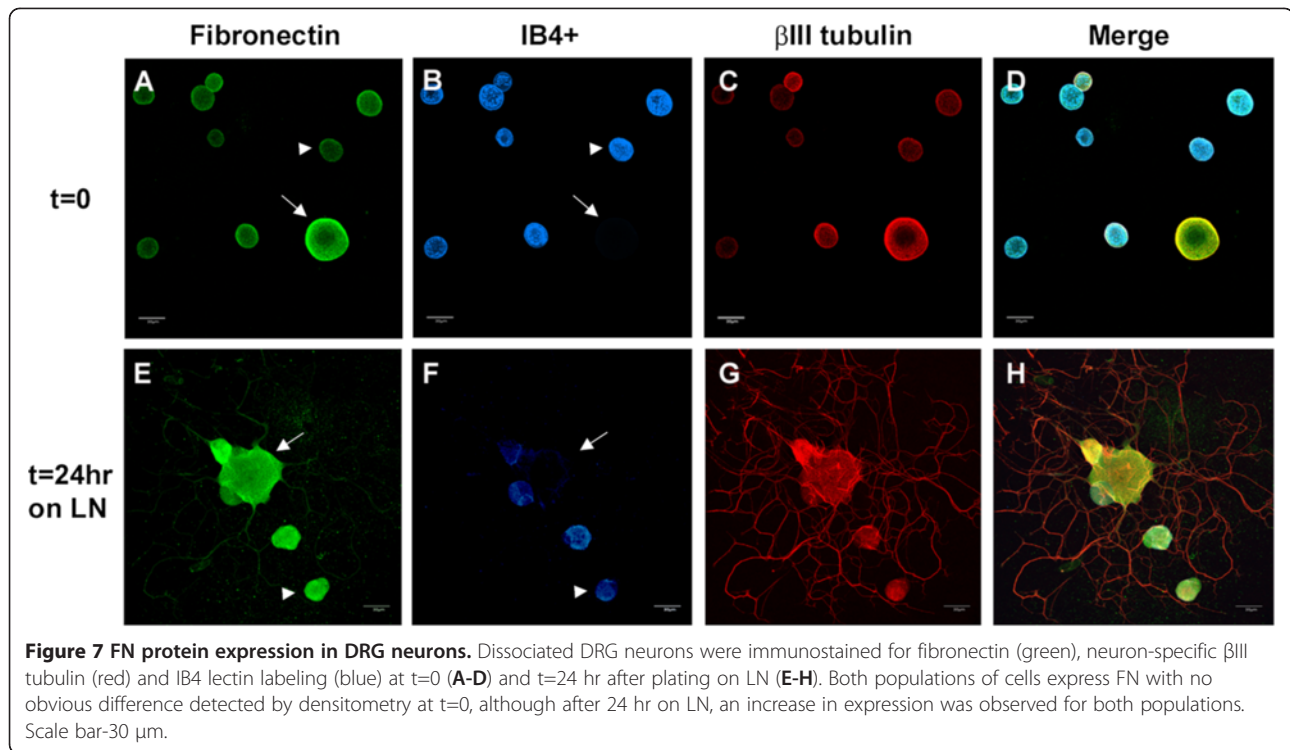 Fibronectin IB4+ βIII tubulin Merge
A B C D
t=0
E F G H
t=24hr
on LN
Figure 7 FN protein expression in DRG neurons. Dissociated DRG neurons were immunostained for fibronectin (green), neuron-specific βIII
tubulin (red) and IB4 lectin labeling (blue) at t=0 (A-D) and t=24 hr after plating on LN (E-H). Both populations of cells express FN with no
obvious difference detected by densitometry at t=0, although after 24 hr on LN, an increase in expression was observed for both populations.
Scale bar-30 μm.